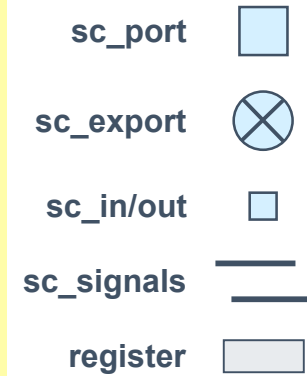 sc_port
sc_export
sc_in/out
sc_signals
register